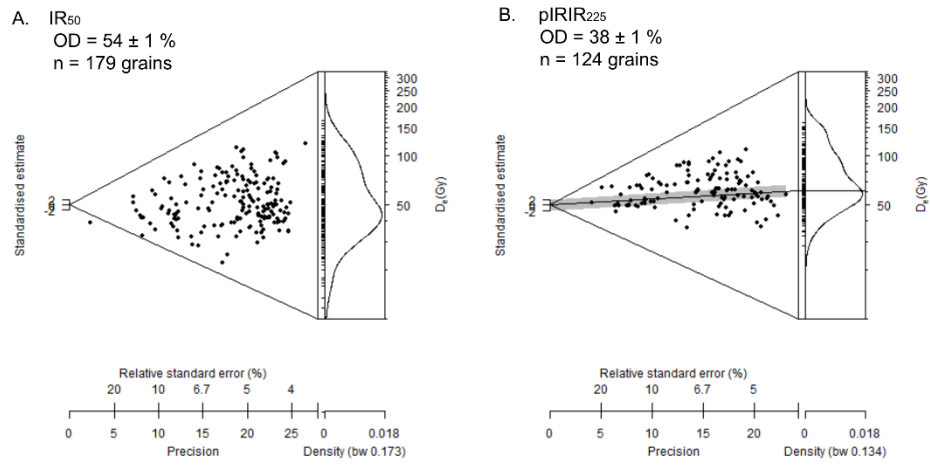 A. IR50
OD = 54 ± 1 %
n = 179 grains
Standardised estimate
2
-2
300
250
200
150
100
50
De(Gy)
Relative standard error (%)
20 10 6.7 5 4
0 5 10 15 20 25
Precision
0 0.018
Density (bw 0.173)
B. pIRIR225
OD = 38 ± 1 %
n = 124 grains
Standardised estimate
2
-2
300
250
200
150
100
50
De(Gy)
Relative standard error (%)
20 10 6.7 5
0 5 10 15 20
Precision
0 0.018
Density (bw 0.134)